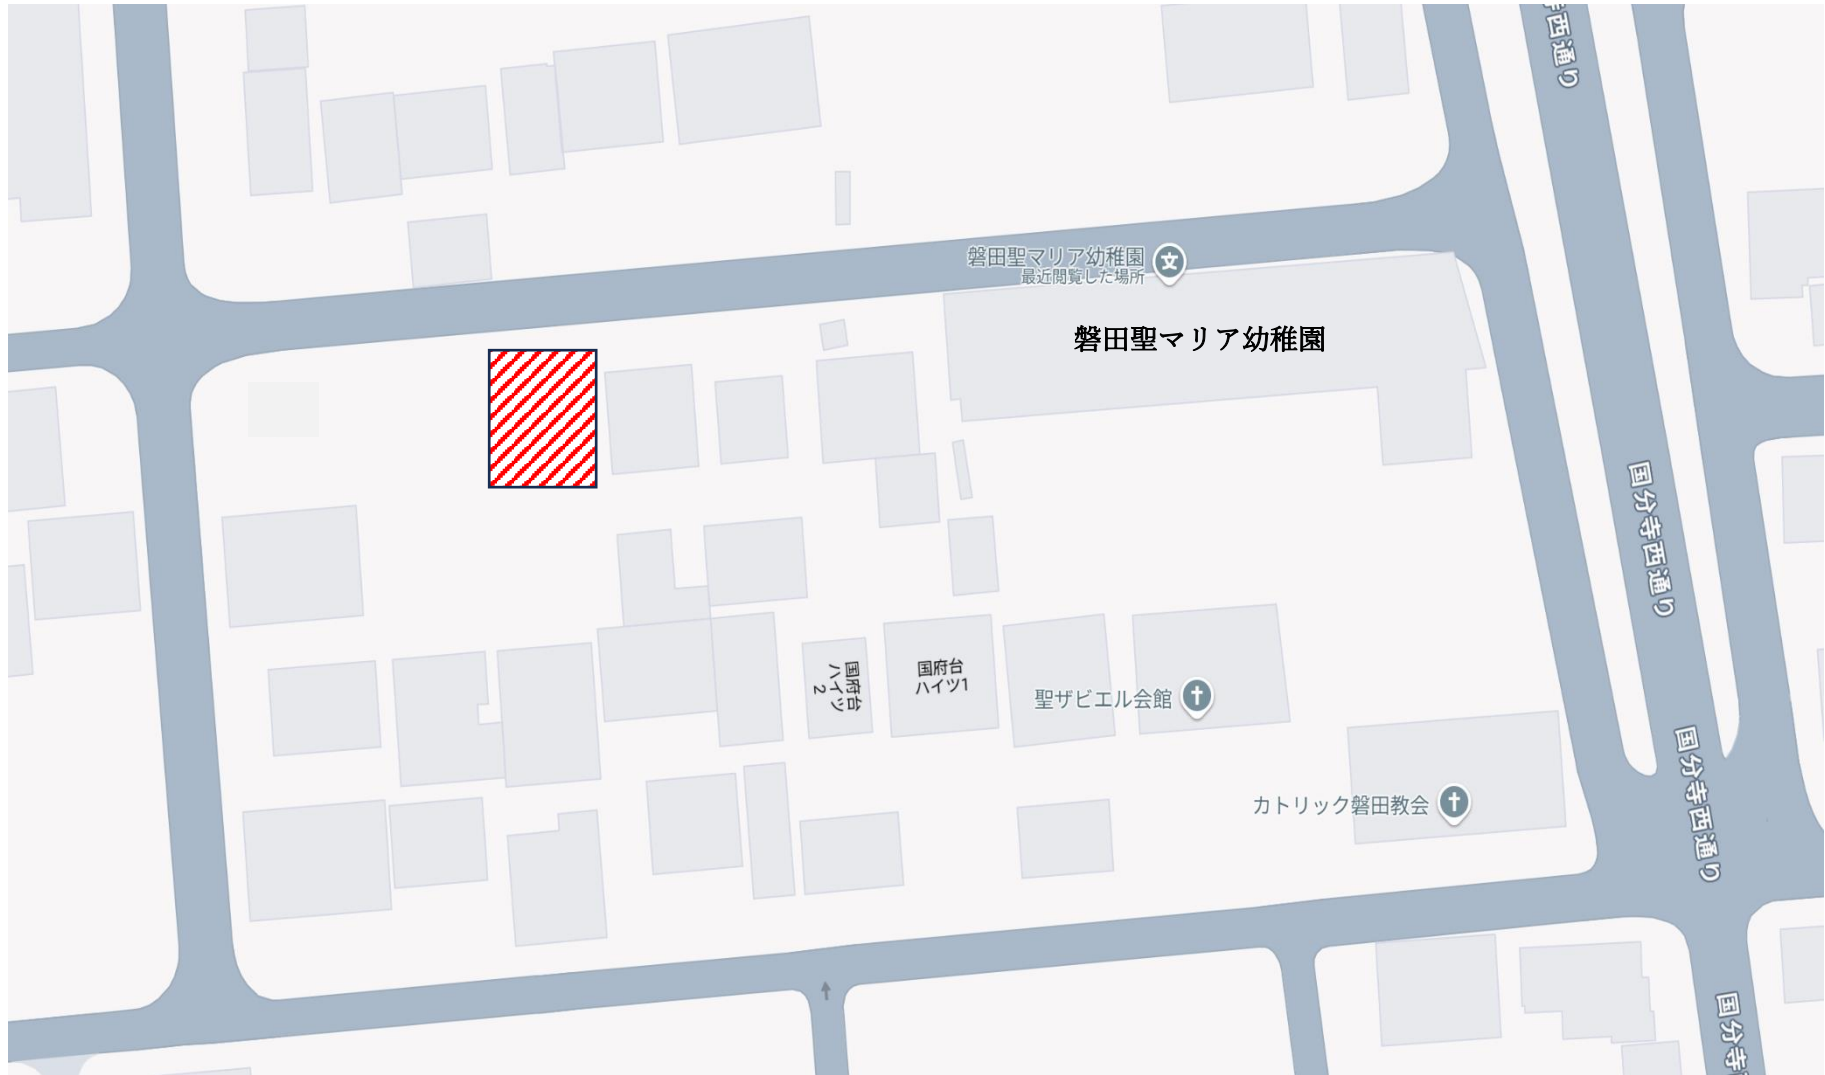 寺西通り
磐田聖マリア幼稚園
最近閲覧した場所
磐田聖マリア幼稚園
国分寺西通り
国府台
ハイツ
2
国府台
ハイツ1
聖ザビエル会館
国分寺西通り
カトリック磐田教会
国分寺